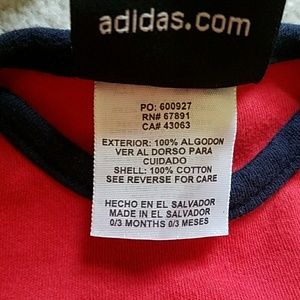 adidas.com
PO: 600927
RN# 67891
CA# 43063
EXTERIOR: 100% ALGODON
VER AL DORSO PARA
CUIDADO
SHELL: 100% COTTON
SEE REVERSE FOR CARE
HECHO EN EL SALVADOR
MADE IN EL SALVADOR
0/3 MONTHS 0/3 MESES